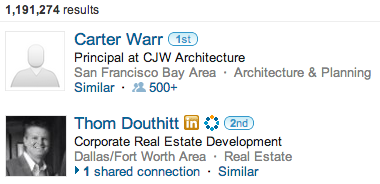 1,191,274 results
Carter Warr 1st
Principal at CJW Architecture
San Francisco Bay Area · Architecture & Planning
Similar · 500+
Thom Douthitt in 2nd
Corporate Real Estate Development
Dallas/Fort Worth Area · Real Estate
1 shared connection · Similar